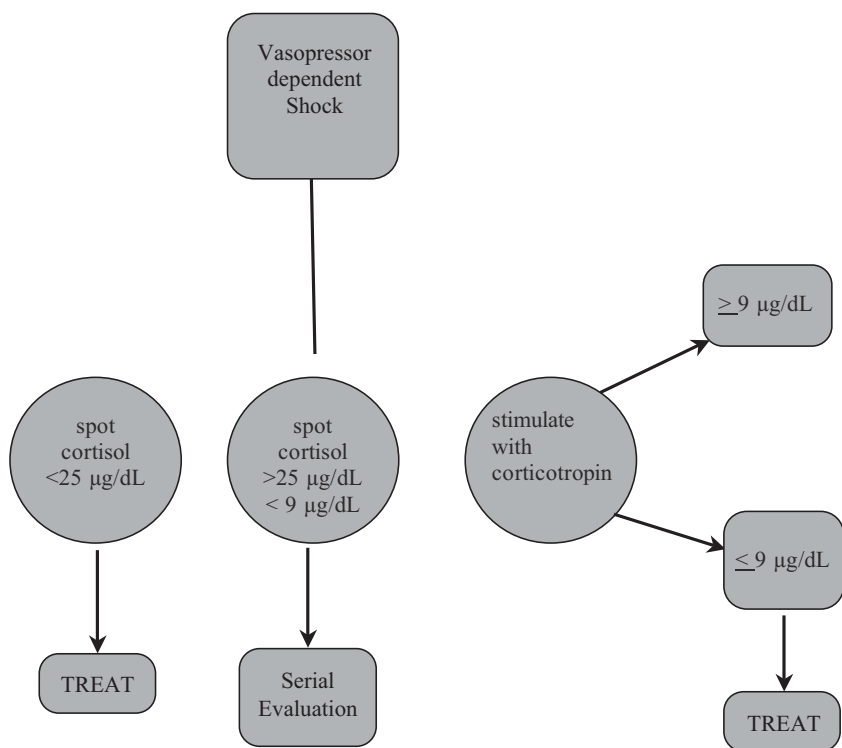 Vasopressor
dependent
Shock
≥ 9 µg/dL
spot
cortisol
<25 µg/dL
spot
cortisol
>25 µg/dL
< 9 µg/dL
stimulate
with
corticotropin
≤ 9 µg/dL
TREAT
Serial
Evaluation
TREAT